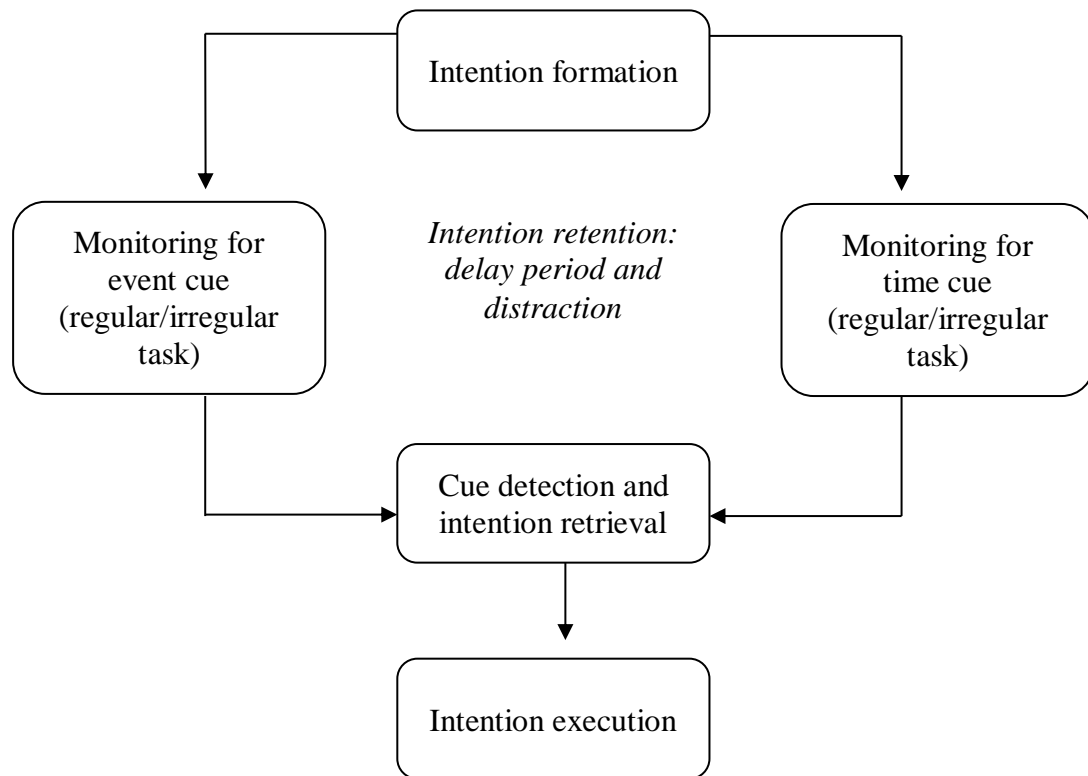 Intention formation
Monitoring for
event cue
(regular/irregular
task)
Intention retention:
delay period and
distraction
Monitoring for
time cue
(regular/irregular
task)
Cue detection and
intention retrieval
Intention execution